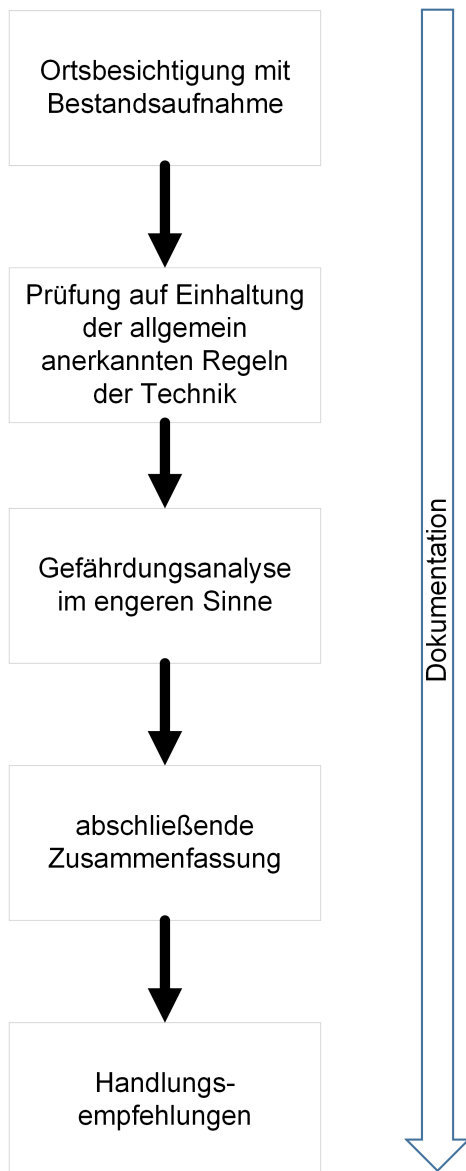 Ortsbesichtigung mit
Bestandsaufnahme
Prüfung auf Einhaltung
der allgemein
anerkannten Regeln
der Technik
Gefährdungsanalyse
im engeren Sinne
abschließende
Zusammenfassung
Handlungs-
empfehlungen
Dokumentation